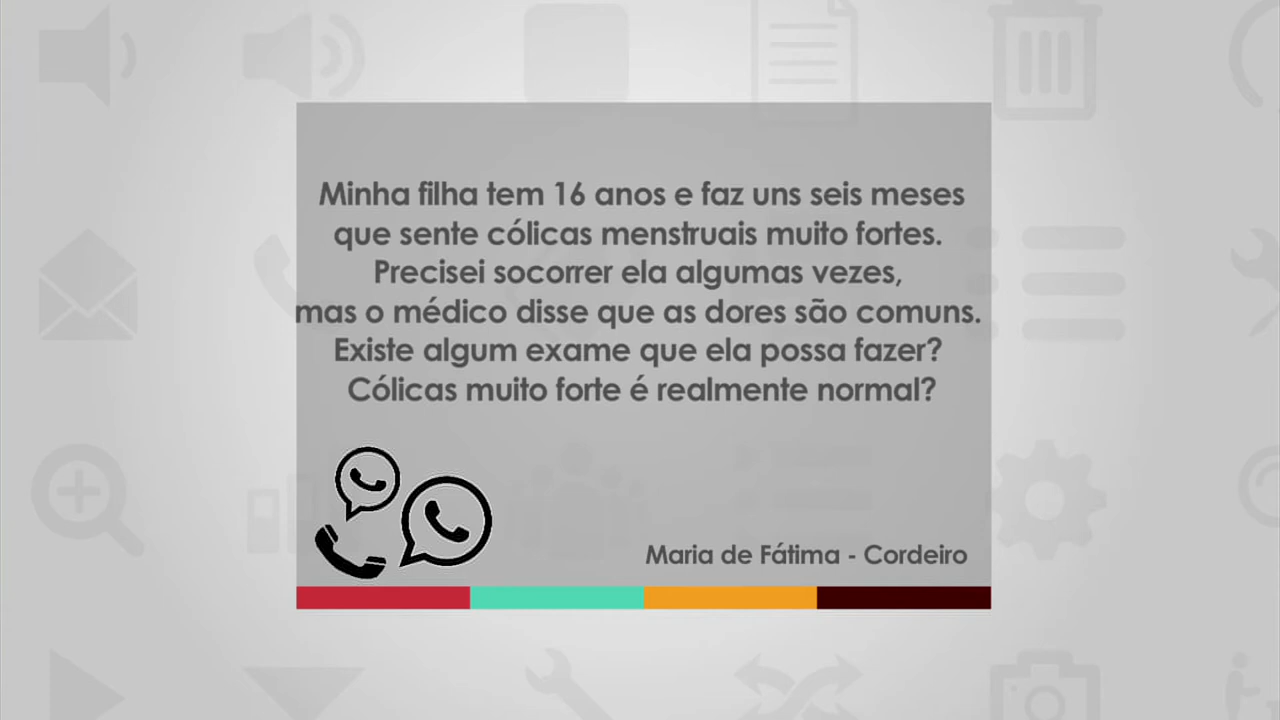 Minha filha tem 16 anos e faz uns seis meses
que sente cólicas menstruais muito fortes.
Precisei socorrer ela algumas vezes,
mas o médico disse que as dores são comuns.
Existe algum exame que ela possa fazer?
Cólicas muito forte é realmente normal?
Maria de Fátima - Cordeiro